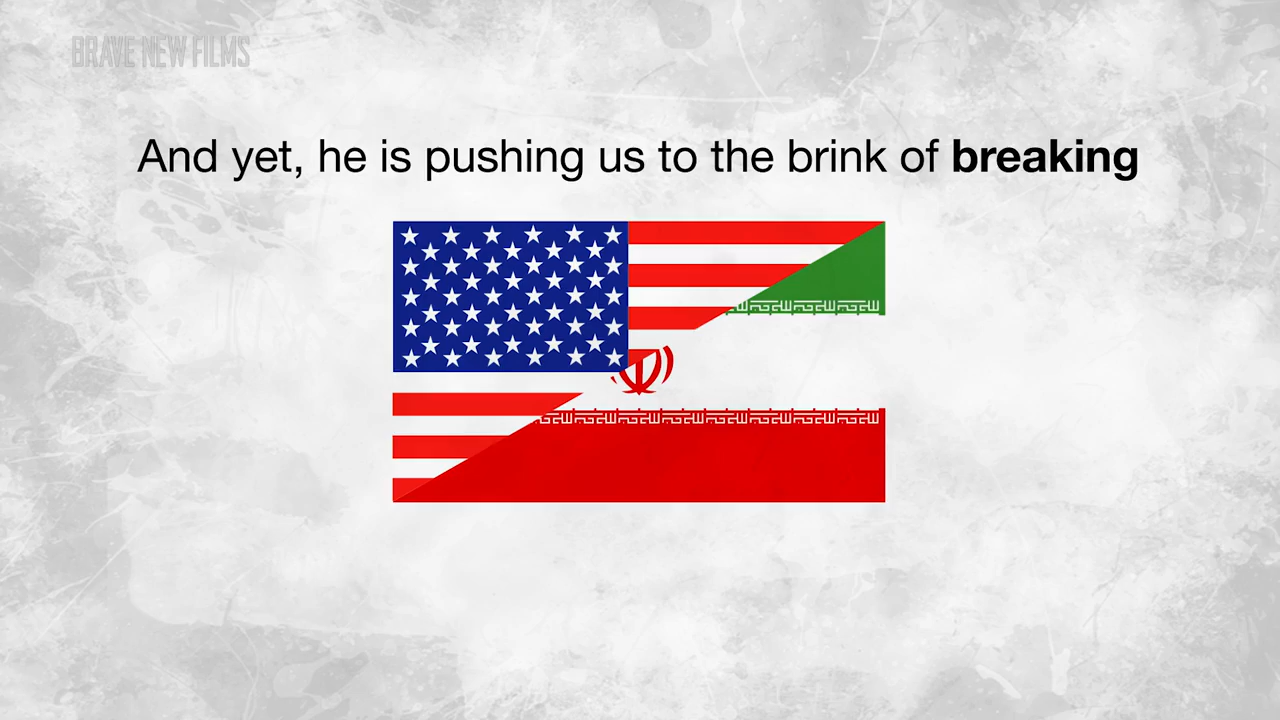 BRAVE NEW FILMS
And yet, he is pushing us to the brink of breaking